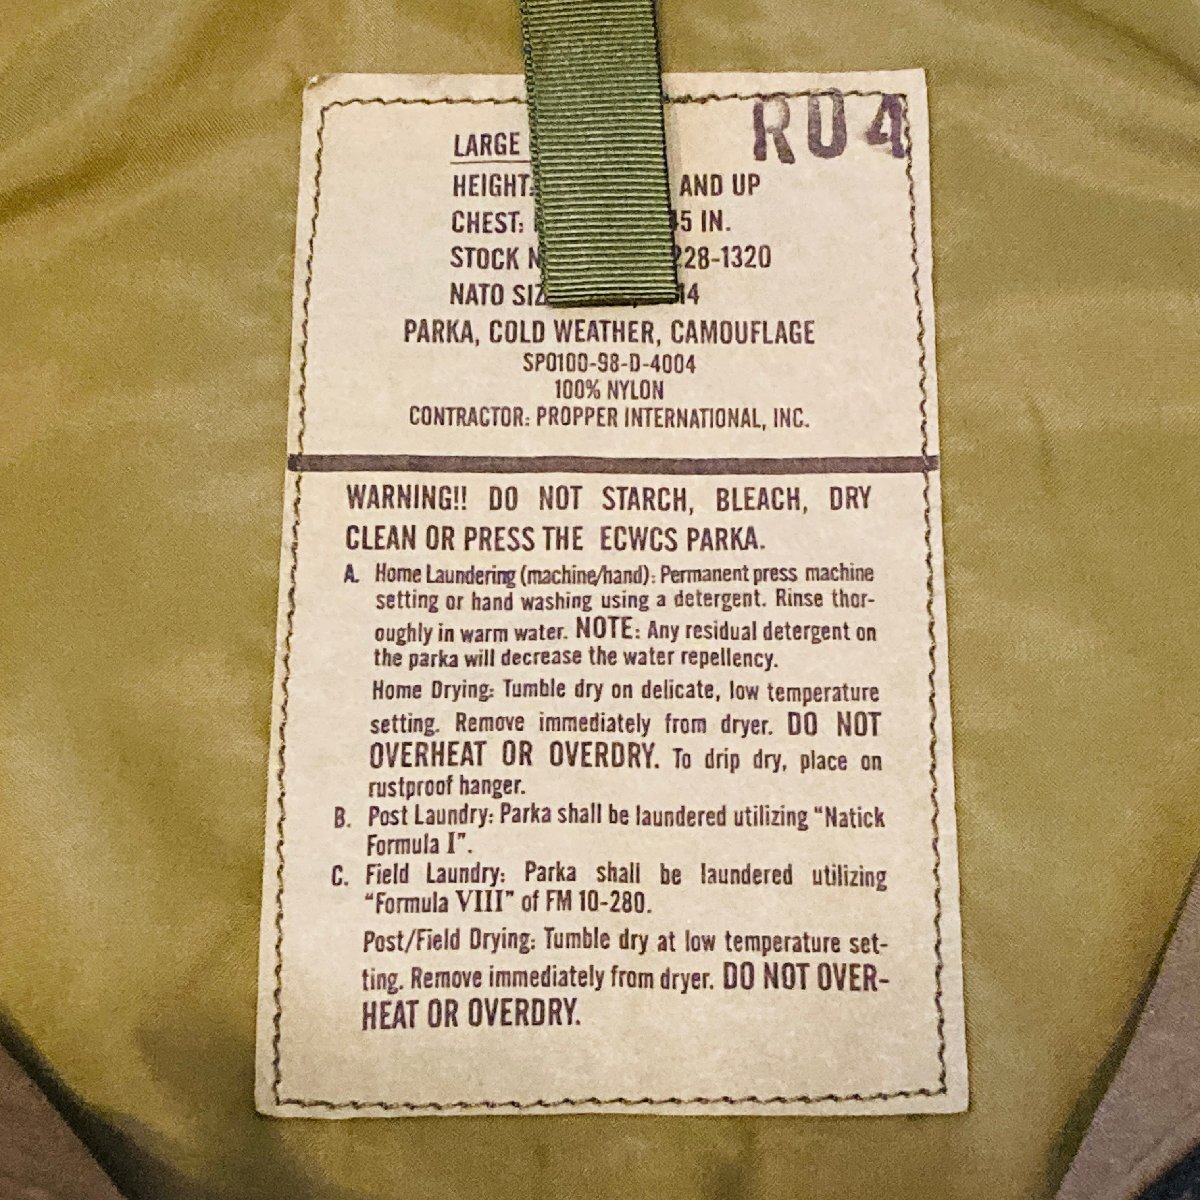 R04
LARGE
HEIGHT: AND UP
CHEST: 45 IN.
STOCK 228-1320
NATO 14
PARKA, COLD WEATHER, CAMOUFLAGE
SPO100-98-D-4004
100% NYLON
CONTRACTOR: PROPPER INTERNATIONAL, INC.
WARNING!! DO NOT STARCH, BLEACH, DRY
CLEAN OR PRESS THE ECWCS PARKA.
A. Home Laundering (machine/hand): Permanent press machine
setting or hand washing using a detergent. Rinse thor-
oughly in warm water. NOTE: Any residual detergent on
the parka will decrease the water repellency.
Home Drying: Tumble dry on delicate, low temperature
setting. Remove immediately from dryer. DO NOT
OVERHEAT OR OVERDRY. To drip dry, place on
rustproof hanger.
B. Post Laundry: Parka shall be laundered utilizing "Natick
Formula I".
C. Field Laundry: Parka shall be laundered utilizing
"Formula VIII" of FM 10-280.
Post/Field Drying: Tumble dry at low temperature set-
ting. Remove immediately from dryer. DO NOT OVER-
HEAT OR OVERDRY.